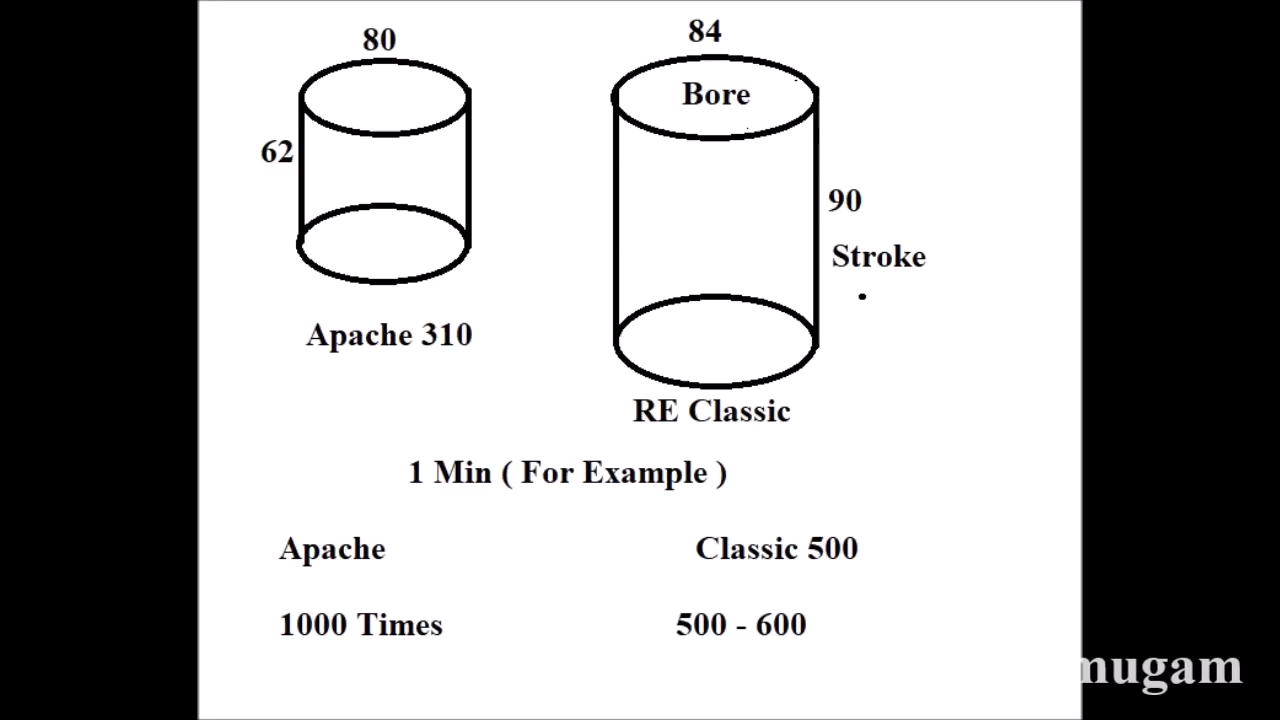 80
84
Bore
62
90
Stroke
Apache 310
RE Classic
1 Min ( For Example )
Apache
Classic 500
1000 Times
500 - 600
mugam